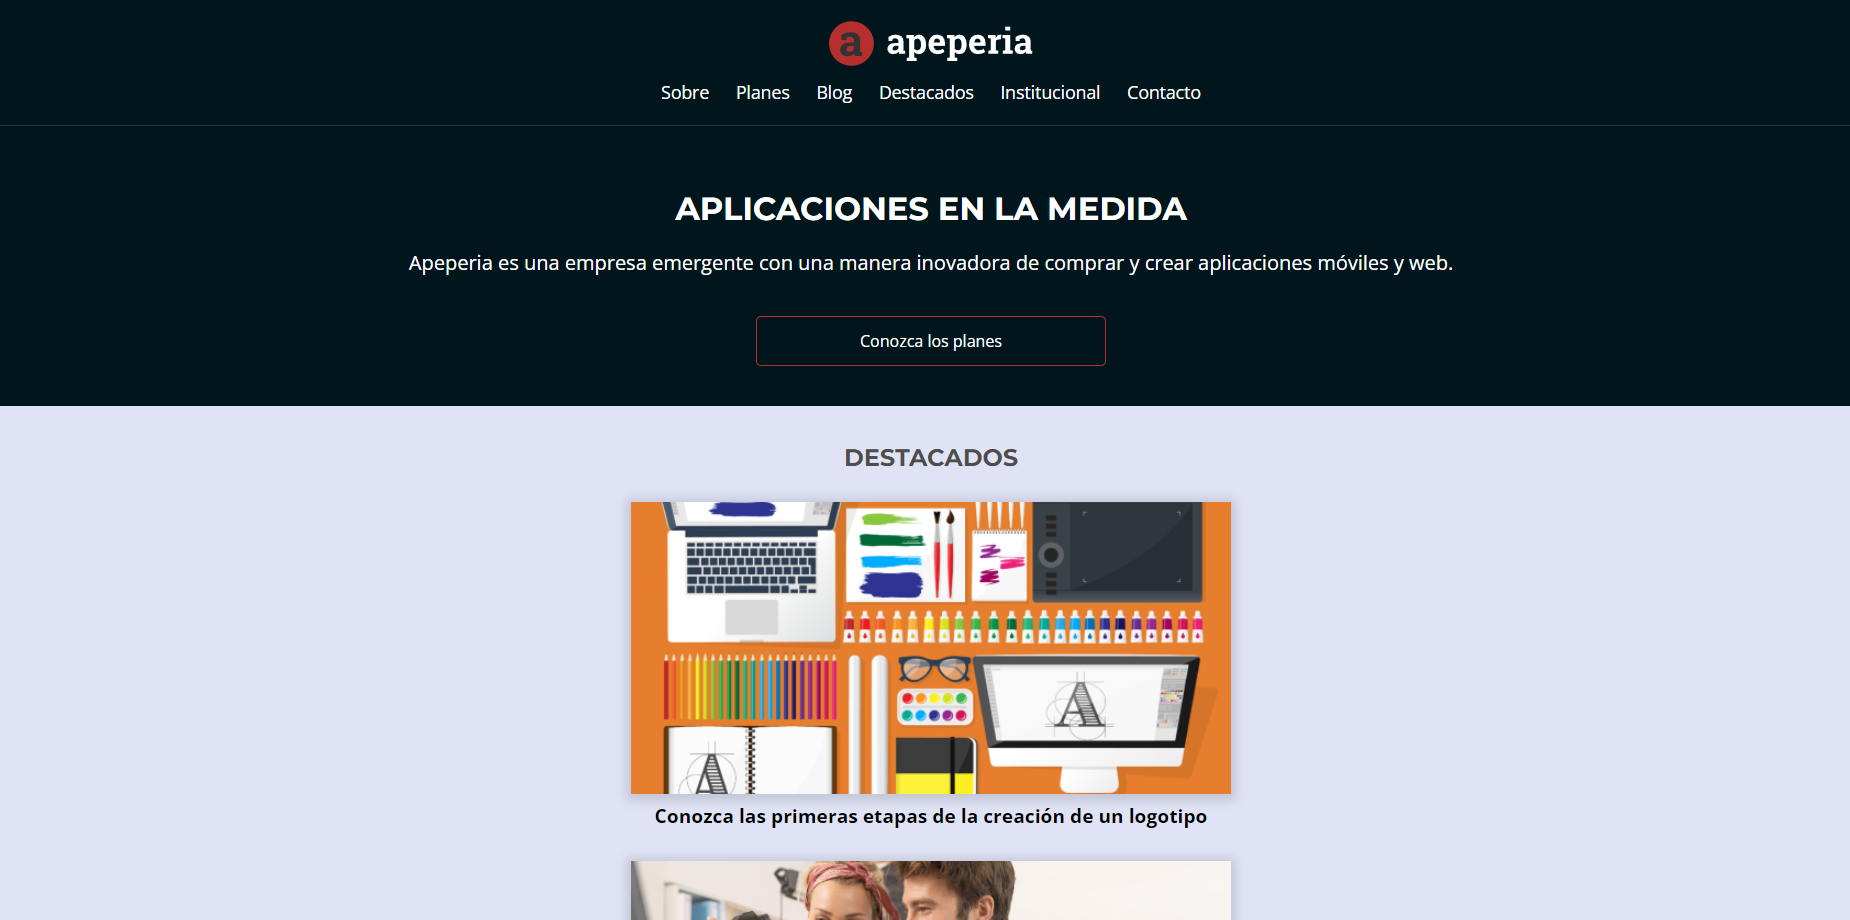 a apeperia
Sobre Planes Blog Destacados Institucional Contacto
APLICACIONES EN LA MEDIDA
Apeperia es una empresa emergente con una manera inovadora de comprar y crear aplicaciones móviles y web.
Conozca los planes
DESTACADOS
A
A
Conozca las primeras etapas de la creación de un logotipo